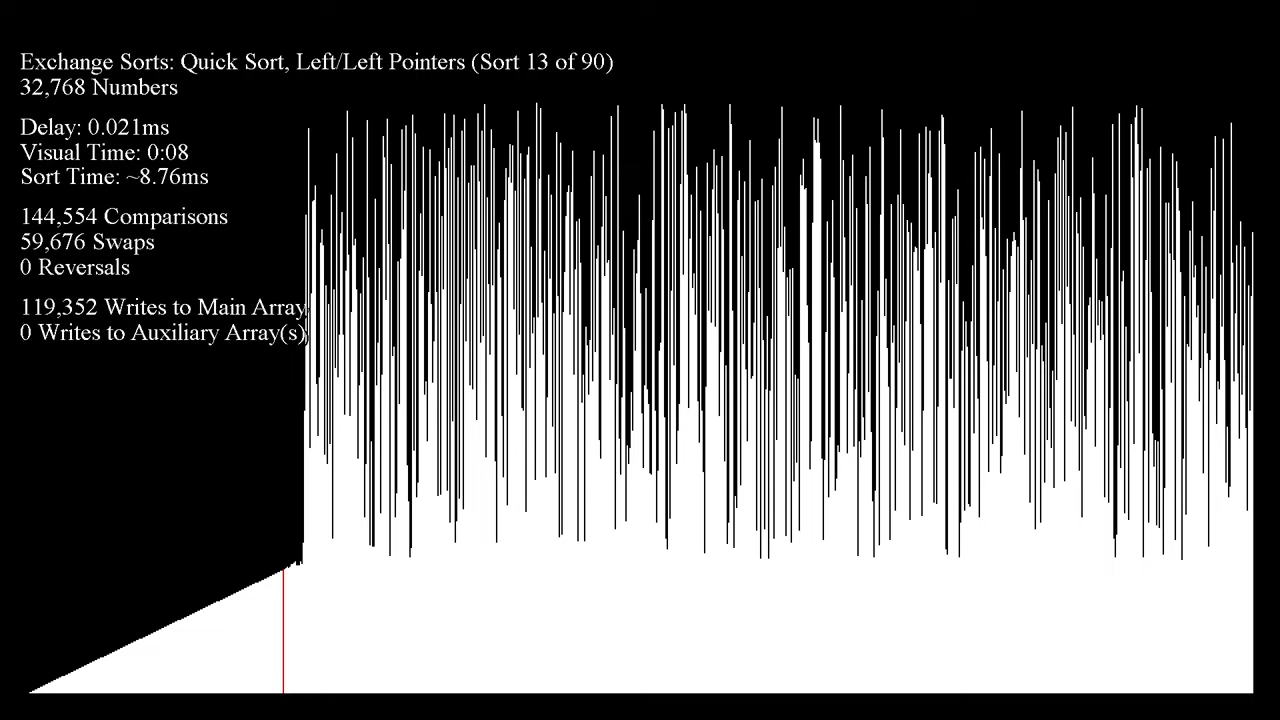 Exchange Sorts: Quick Sort, Left/Left Pointers (Sort 13 of 90)
32,768 Numbers
Delay: 0.021ms
Visual Time: 0:08
Sort Time: ~8.76ms
144,554 Comparisons
59,676 Swaps
0 Reversals
119,352 Writes to Main Array
0 Writes to Auxiliary Array(s)